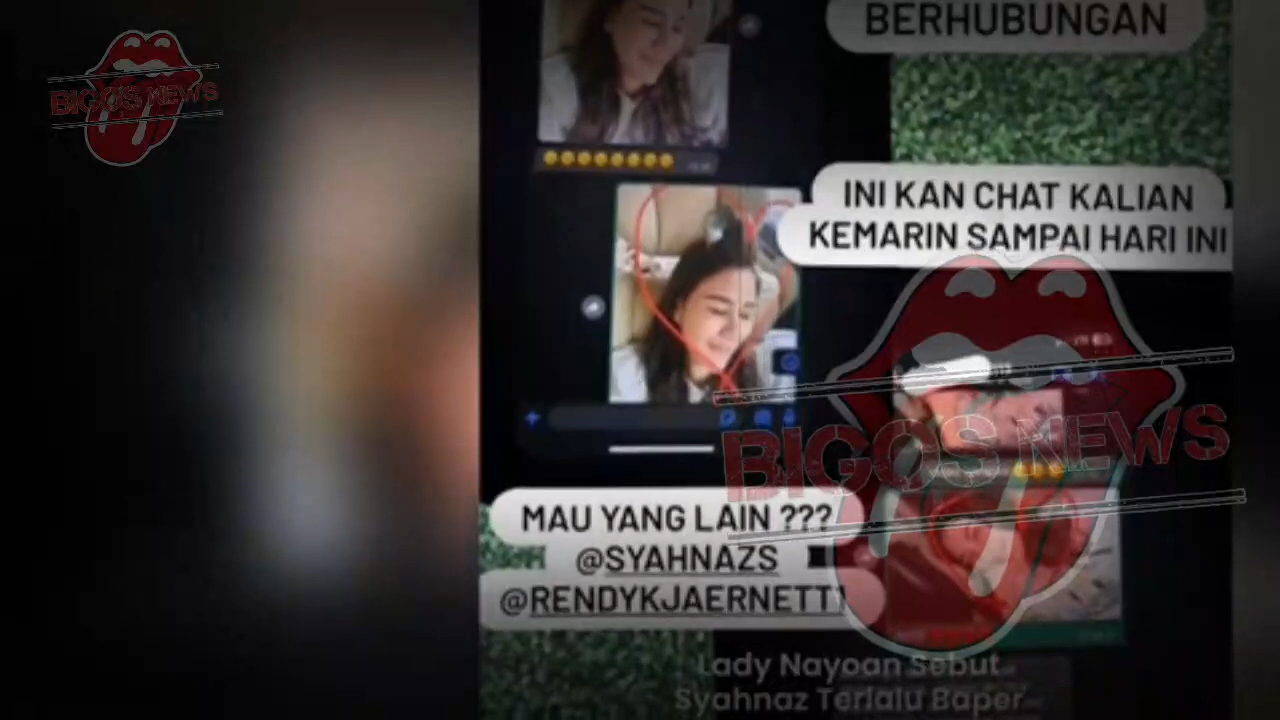 BERHUBUNGAN
BIGOS NEWS
INI KAN CHAT KALIAN
KEMARIN SAMPAI HARI INI
BIGOS NEWS
MAU YANG LAIN ???
@SYAHNAZS
@RENDYKJAERNETT1
Lady Nayoan Sebut
Syahnaz Terlalu Baper